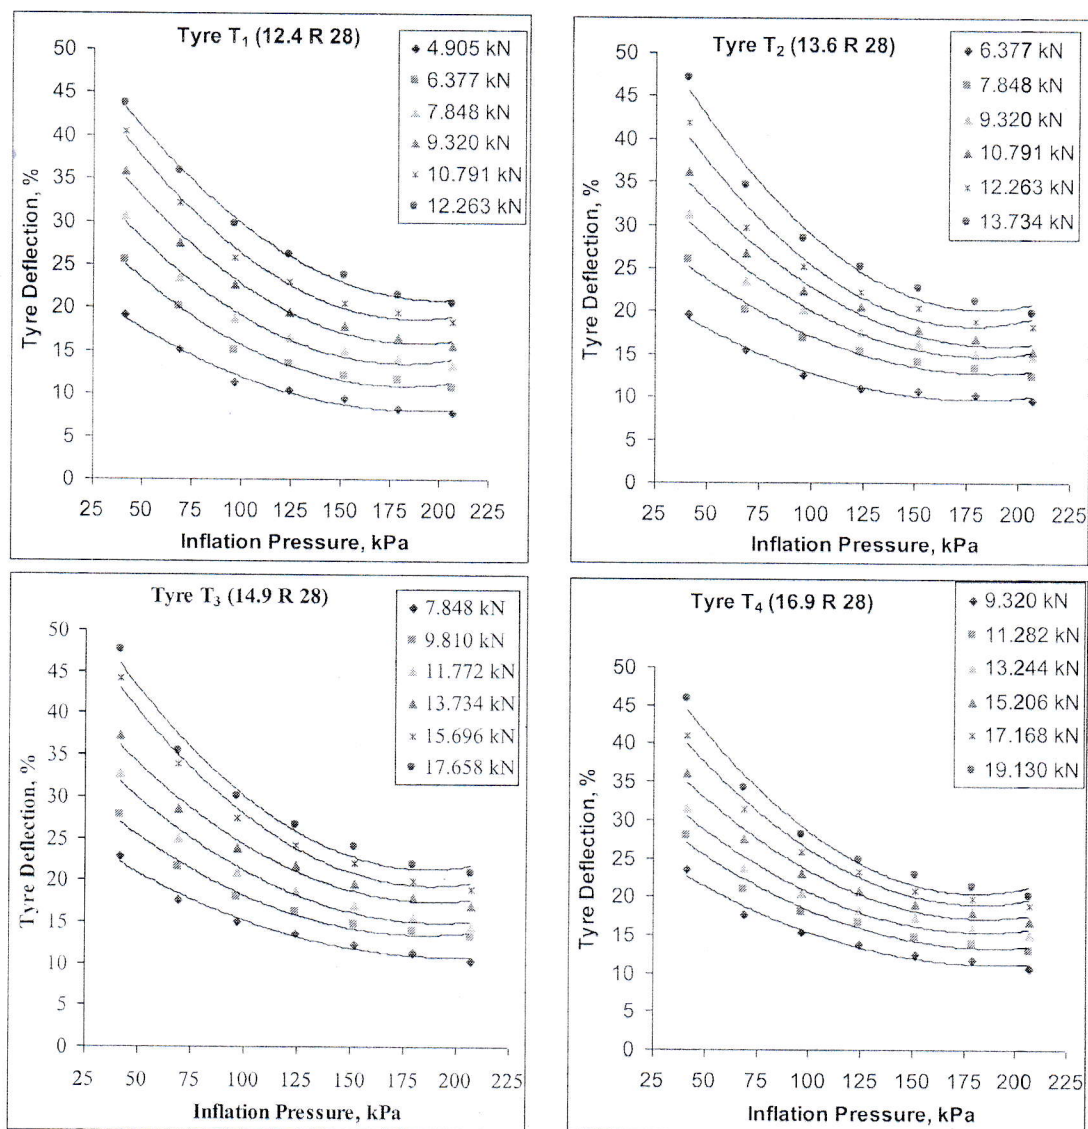 Tyre T₁ (12.4 R 28)
4.905 kN
6.377 kN
7.848 kN
9.320 kN
10.791 kN
12.263 kN
50
45
40
35
30
25
20
15
10
5
0
Tyre Deflection, %
25 50 75 100 125 150 175 200 225
Inflation Pressure, kPa
Tyre T₂ (13.6 R 28)
6.377 kN
7.848 kN
9.320 kN
10.791 kN
12.263 kN
13.734 kN
50
45
40
35
30
25
20
15
10
5
0
Tyre Deflection, %
25 50 75 100 125 150 175 200 225
Inflation Pressure, kPa
Tyre T₃ (14.9 R 28)
7.848 kN
9.810 kN
11.772 kN
13.734 kN
15.696 kN
17.658 kN
50
45
40
35
30
25
20
15
10
5
0
Tyre Deflection, %
25 50 75 100 125 150 175 200 225
Inflation Pressure, kPa
Tyre T₄ (16.9 R 28)
9.320 kN
11.282 kN
13.244 kN
15.206 kN
17.168 kN
19.130 kN
50
45
40
35
30
25
20
15
10
5
0
Tyre Deflection, %
25 50 75 100 125 150 175 200 225
Inflation Pressure, kPa